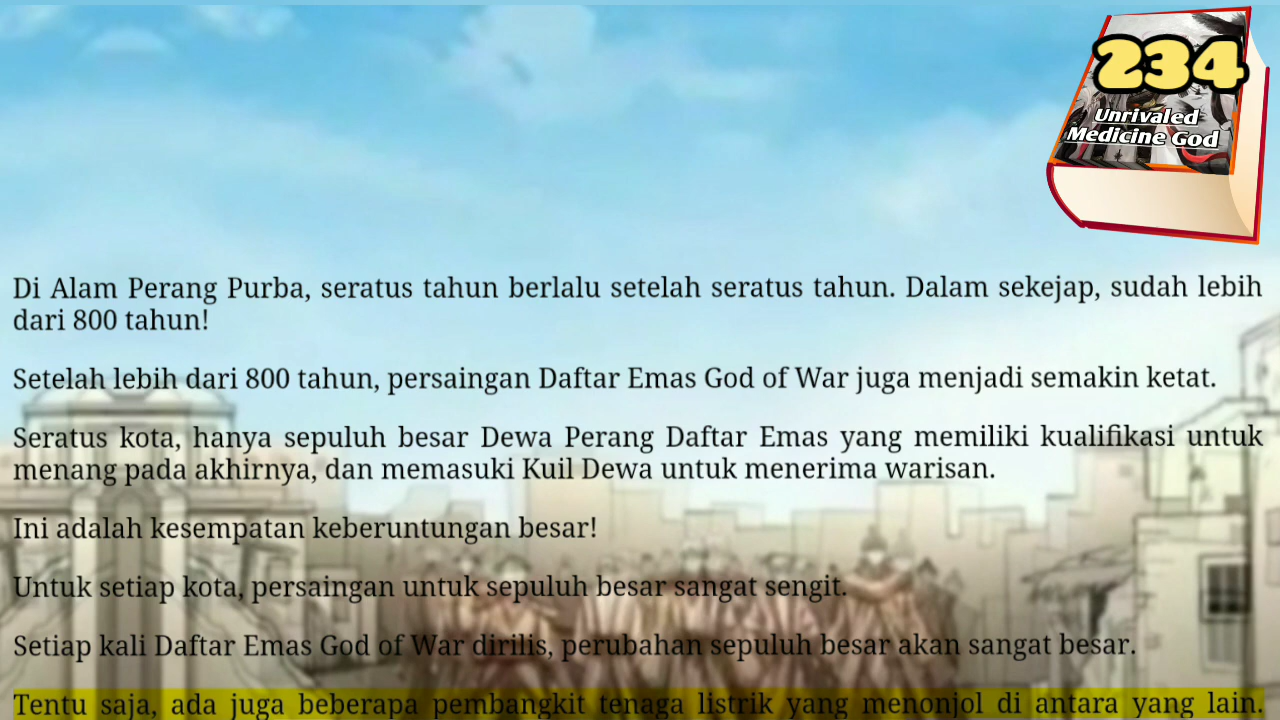 234
Unrivaled
Medicine God
Di Alam Perang Purba, seratus tahun berlalu setelah seratus tahun. Dalam sekejap, sudah lebih
dari 800 tahun!
Setelah lebih dari 800 tahun, persaingan Daftar Emas God of War juga menjadi semakin ketat.
Seratus kota, hanya sepuluh besar Dewa Perang Daftar Emas yang memiliki kualifikasi untuk
menang pada akhirnya, dan memasuki Kuil Dewa untuk menerima warisan.
Ini adalah kesempatan keberuntungan besar!
Untuk setiap kota, persaingan untuk sepuluh besar sangat sengit.
Setiap kali Daftar Emas God of War dirilis, perubahan sepuluh besar akan sangat besar.
Tentu saja, ada juga beberapa pembangkit tenaga listrik yang menonjol di antara yang lain.